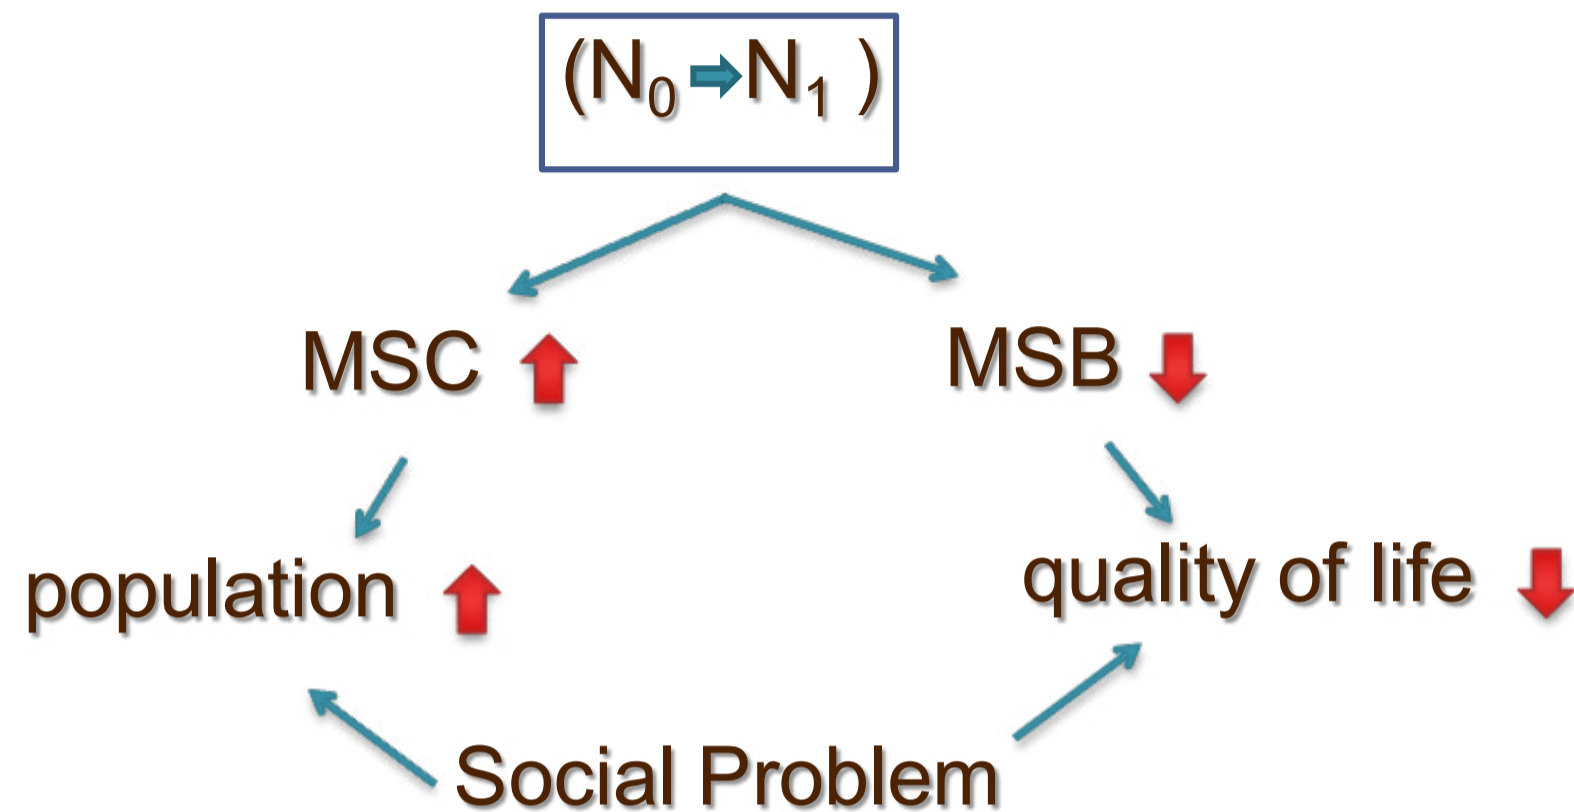 (N₀ ➡ N₁ )
MSC ⬆ MSB ⬇
population ⬆ quality of life ⬇
Social Problem